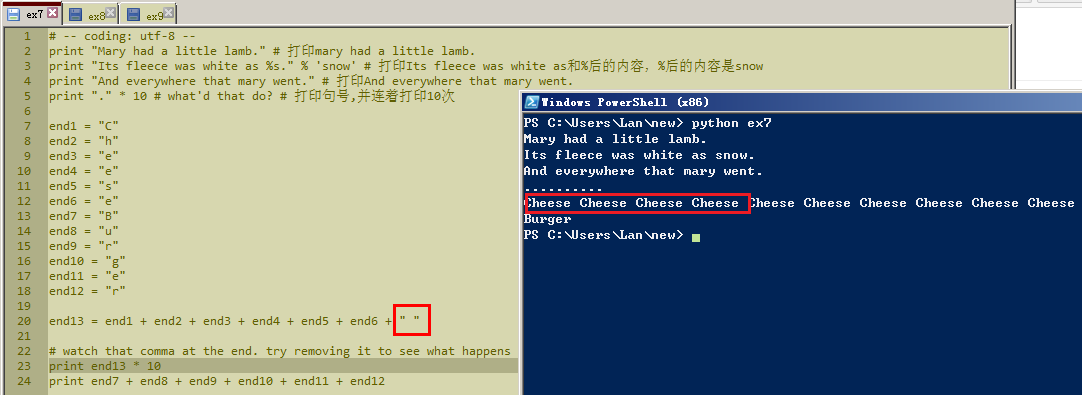 ex7 ex8 ex9
1 # -- coding: utf-8 --
2 print "Mary had a little lamb." # 打印mary had a little lamb.
3 print "Its fleece was white as %s." % 'snow' # 打印Its fleece was white as和%后的内容，%后的内容是snow
4 print "And everywhere that mary went." # 打印And everywhere that mary went.
5 print "." * 10 # what'd that do? # 打印句号,并连着打印10次
6
7 end1 = "C"
8 end2 = "h"
9 end3 = "e"
10 end4 = "e"
11 end5 = "s"
12 end6 = "e"
13 end7 = "B"
14 end8 = "u"
15 end9 = "r"
16 end10 = "g"
17 end11 = "e"
18 end12 = "r"
19
20 end13 = end1 + end2 + end3 + end4 + end5 + end6 + " "
21
22 # watch that comma at the end. try removing it to see what happens
23 print end13 * 10
24 print end7 + end8 + end9 + end10 + end11 + end12
Windows PowerShell (x86)
PS C:\Users\Lan\new> python ex7
Mary had a little lamb.
Its fleece was white as snow.
And everywhere that mary went.
..........
Cheese Cheese Cheese Cheese Cheese Cheese Cheese Cheese Cheese Cheese
Burger
PS C:\Users\Lan\new>